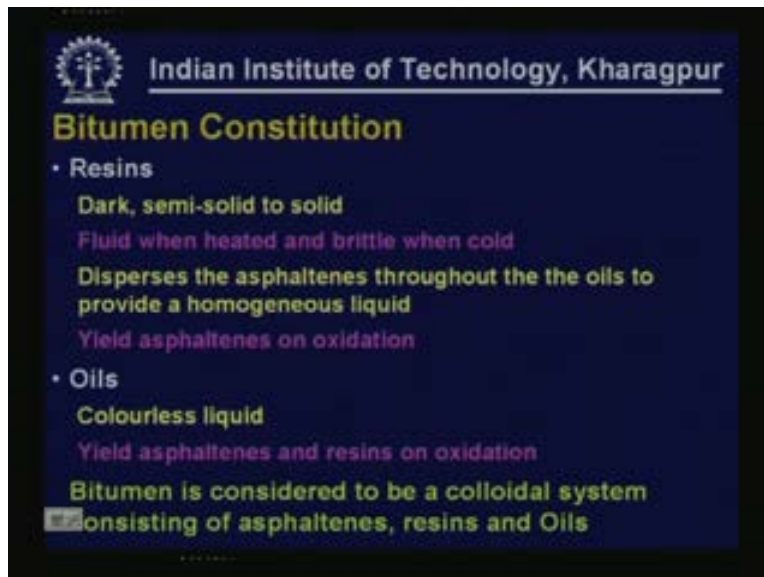 Indian Institute of Technology, Kharagpur
Bitumen Constitution
• Resins
Dark, semi-solid to solid
Fluid when heated and brittle when cold
Disperses the asphaltenes throughout the the oils to
provide a homogeneous liquid
Yield asphaltenes on oxidation
• Oils
Colourless liquid
Yield asphaltenes and resins on oxidation
Bitumen is considered to be a colloidal system
onsisting of asphaltenes, resins and Oils